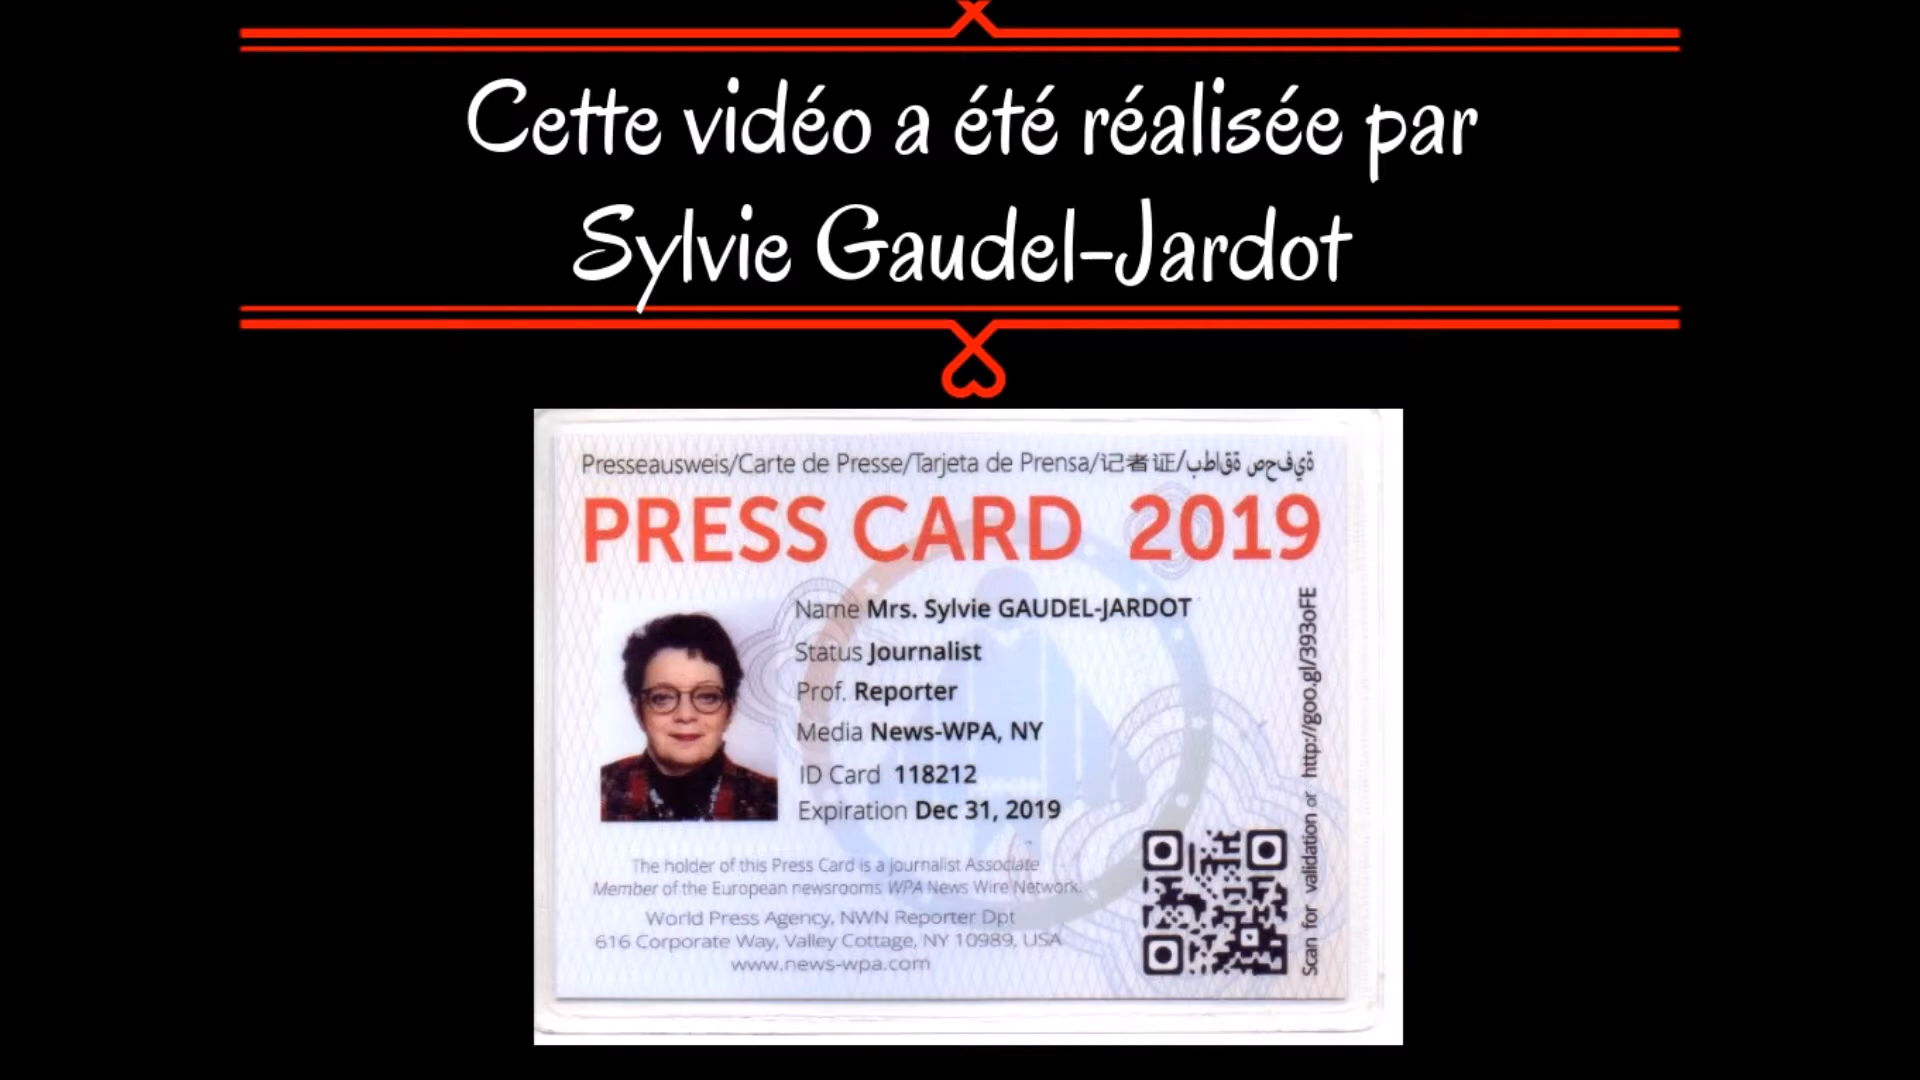 Cette vidéo a été réalisée par
Sylvie Gaudel-Jardot
Presseausweis/Carte de Presse/Tarjeta de Prensa/记者证/ةيفحص ةقاطب
PRESS CARD 2019
Name Mrs. Sylvie GAUDEL-JARDOT
Status Journalist
Prof. Reporter
Media News-WPA, NY
ID Card 118212
Expiration Dec 31, 2019
The holder of this Press Card is a journalist Associate
Member of the European newsrooms WPA News Wire Network.
World Press Agency, NWN Reporter Dpt
616 Corporate Way, Valley Cottage, NY 10989, USA
www.news-wpa.com
Scan for validation or http://goo.gl/393oFE